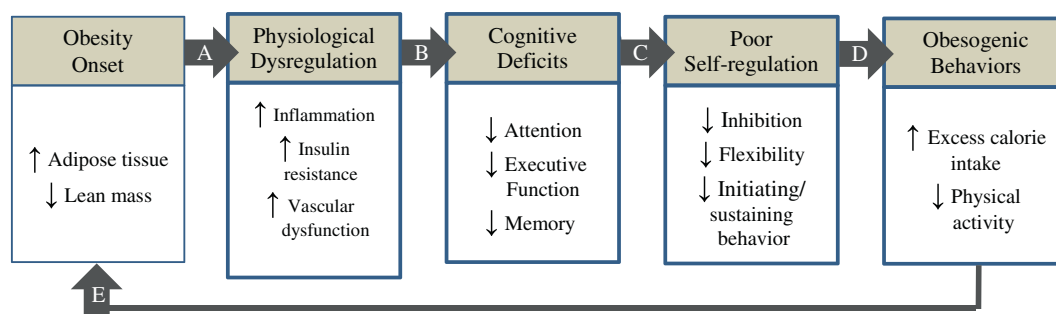 Obesity
Onset
↑ Adipose tissue
↓ Lean mass
A
Physiological
Dysregulation
↑ Inflammation
↑ Insulin
resistance
↑ Vascular
dysfunction
B
Cognitive
Deficits
↓ Attention
↓ Executive
Function
↓ Memory
C
Poor
Self-regulation
↓ Inhibition
↓ Flexibility
↓ Initiating/
sustaining
behavior
D
Obesogenic
Behaviors
↑ Excess calorie
intake
↓ Physical
activity
E